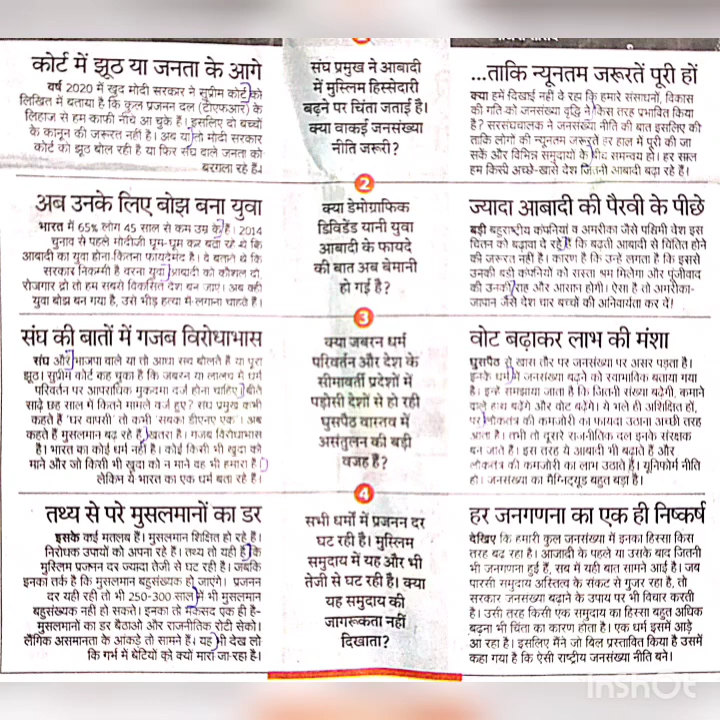 कोर्ट में झूठ या जनता के आगे
वर्ष 2020 में खुद मोदी सरकार ने सुप्रीम कोर्ट को
लिखित में बताया है कि कुल प्रजनन दल (टीएफआर) के
लिहाज से हम काफी नीचे आ चुके हैं। इसलिए दो बच्चों
के कानून की जरूरत नहीं है। अब या तो मोदी सरकार
कोर्ट को झूठ बोल रही है या फिर संघ वाले जनता को
बरगला रहे हैं।
संघ प्रमुख ने आबादी
में मुस्लिम हिस्सेदारी
बढ़ने पर चिंता जताई है।
क्या वाकई जनसंख्या
नीति जरूरी?
...ताकि न्यूनतम जरूरतें पूरी हों
क्या हमें दिखाई नहीं दे रहा कि हमारे संसाधनों, विकास
की गति को जनसंख्या वृद्धि ने किस तरह प्रभावित किया
है? सरसंघचालक ने जनसंख्या नीति की बात इसलिए की
ताकि लोगों की न्यूनतम जरूरतें हर हाल में पूरी की जा
सकें और विभिन्न समुदायों के बीच समन्वय हो। हर साल
हम किसी अच्छे-खासे देश जितनी आबादी बढ़ा रहे हैं।
2
अब उनके लिए बोझ बना युवा
भारत में 65% लोग 45 साल से कम उम्र के हैं। 2014
चुनाव से पहले मोदीजी घूम-घूम कर बता रहे थे कि
आबादी का युवा होना कितना फायदेमंद है। वे बताते थे कि
सरकार निकम्मी है वरना युवा आबादी को कौशल दो,
रोजगार दो तो हम सबसे विकसित देश बन जाएं। अब वही
युवा बोझ बन गया है, उसे भीड़ हत्या में लगाना चाहते हैं।
क्या डेमोग्राफिक
डिविडेंड यानी युवा
आबादी के फायदे
की बात अब बेमानी
हो गई है?
ज्यादा आबादी की पैरवी के पीछे
बड़ी बहुराष्ट्रीय कंपनियां व अमरीका जैसे पश्चिमी देश इस
चिंतन को बढ़ावा दे रहे हैं कि बढ़ती आबादी से चिंतित होने
की जरूरत नहीं है। कारण है कि उन्हें लगता है कि इससे
उनकी बड़ी कंपनियों को सस्ता श्रम मिलेगा और पूंजीवाद
की उनकी राह और आसान होगी। ऐसा है तो अमरीका-
जापान जैसे देश चार बच्चों की अनिवार्यता कर दें!
3
संघ की बातों में गजब विरोधाभास
संघ और भाजपा वाले या तो आधा सच बोलते हैं या पूरा
झूठ। सुप्रीम कोर्ट कह चुका है कि जबरन या लालच में धर्म
परिवर्तन पर आपराधिक मुकदमा दर्ज होना चाहिए। बीते
साढ़े छह साल में कितने मामले दर्ज हुए? संघ प्रमुख कभी
कहते हैं 'घर वापसी' तो कभी 'सबका डीएनए एक'। अब
कहते हैं मुसलमान बढ़ रहे हैं, खतरा है। गजब विरोधाभास
है। भारत का कोई धर्म नहीं है। कोई किसी भी खुदा को
माने और जो किसी भी खुदा को न माने वह भी हमारा है।
लेकिन ये भारत का एक धर्म बता रहे हैं।
क्या जबरन धर्म
परिवर्तन और देश के
सीमावर्ती प्रदेशों में
पड़ोसी देशों से हो रही
घुसपैठ वास्तव में
असंतुलन की बड़ी
वजह है?
वोट बढ़ाकर लाभ की मंशा
घुसपैठ से खास तौर पर जनसंख्या पर असर पड़ता है।
इनके धर्म में जनसंख्या बढ़ने को स्वाभाविक बताया गया
है। इन्हें समझाया जाता है कि जितनी संख्या बढ़ेगी, कमाने
वाले हाथ बढ़ेंगे और वोट बढ़ेंगे। ये भले ही अशिक्षित हों,
पर लोकतंत्र की कमजोरी का फायदा उठाना अच्छी तरह
आता है। तभी तो दूसरे राजनीतिक दल इनके संरक्षक
बन जाते हैं। इस तरह ये आबादी भी बढ़ाते हैं और
लोकतंत्र की कमजोरी का लाभ उठाते हैं। यूनिफोर्म नीति
हो। जनसंख्या का मैग्निट्यूड बहुत बड़ा है।
4
तथ्य से परे मुसलमानों का डर
इसके कई मतलब हैं। मुसलमान शिक्षित हो रहे हैं।
निरोधक उपायों को अपना रहे हैं। तथ्य तो यही है कि
मुस्लिम प्रजनन दर ज्यादा तेजी से घट रही है। जबकि
इनका तर्क है कि मुसलमान बहुसंख्यक हो जाएंगे। प्रजनन
दर यही रही तो भी 250-300 साल में भी मुसलमान
बहुसंख्यक नहीं हो सकते। इनका तो मकसद एक ही है-
मुसलमानों का डर बैठाओ और राजनीतिक रोटी सेको।
लैंगिक असमानता के आंकड़े तो सामने हैं। यह भी देख लो
कि गर्भ में बेटियों को क्यों मारा जा रहा है।
सभी धर्मों में प्रजनन दर
घट रही है। मुस्लिम
समुदाय में यह और भी
तेजी से घट रही है। क्या
यह समुदाय की
जागरूकता नहीं
दिखाता?
हर जनगणना का एक ही निष्कर्ष
देखिए कि हमारी कुल जनसंख्या में इनका हिस्सा किस
तरह बढ़ रहा है। आजादी के पहले या उसके बाद जितनी
भी जनगणना हुई हैं, सब में यही बात सामने आई है। जब
पारसी समुदाय अस्तित्व के संकट से गुजर रहा है, तो
सरकार जनसंख्या बढ़ाने के उपाय पर भी विचार करती
है। उसी तरह किसी एक समुदाय का हिस्सा बहुत अधिक
बढ़ना भी चिंता का कारण होता है। एक धर्म इसमें आड़े
आ रहा है। इसलिए मैंने जो बिल प्रस्तावित किया है उसमें
कहा गया है कि ऐसी राष्ट्रीय जनसंख्या नीति बने।
InShOt